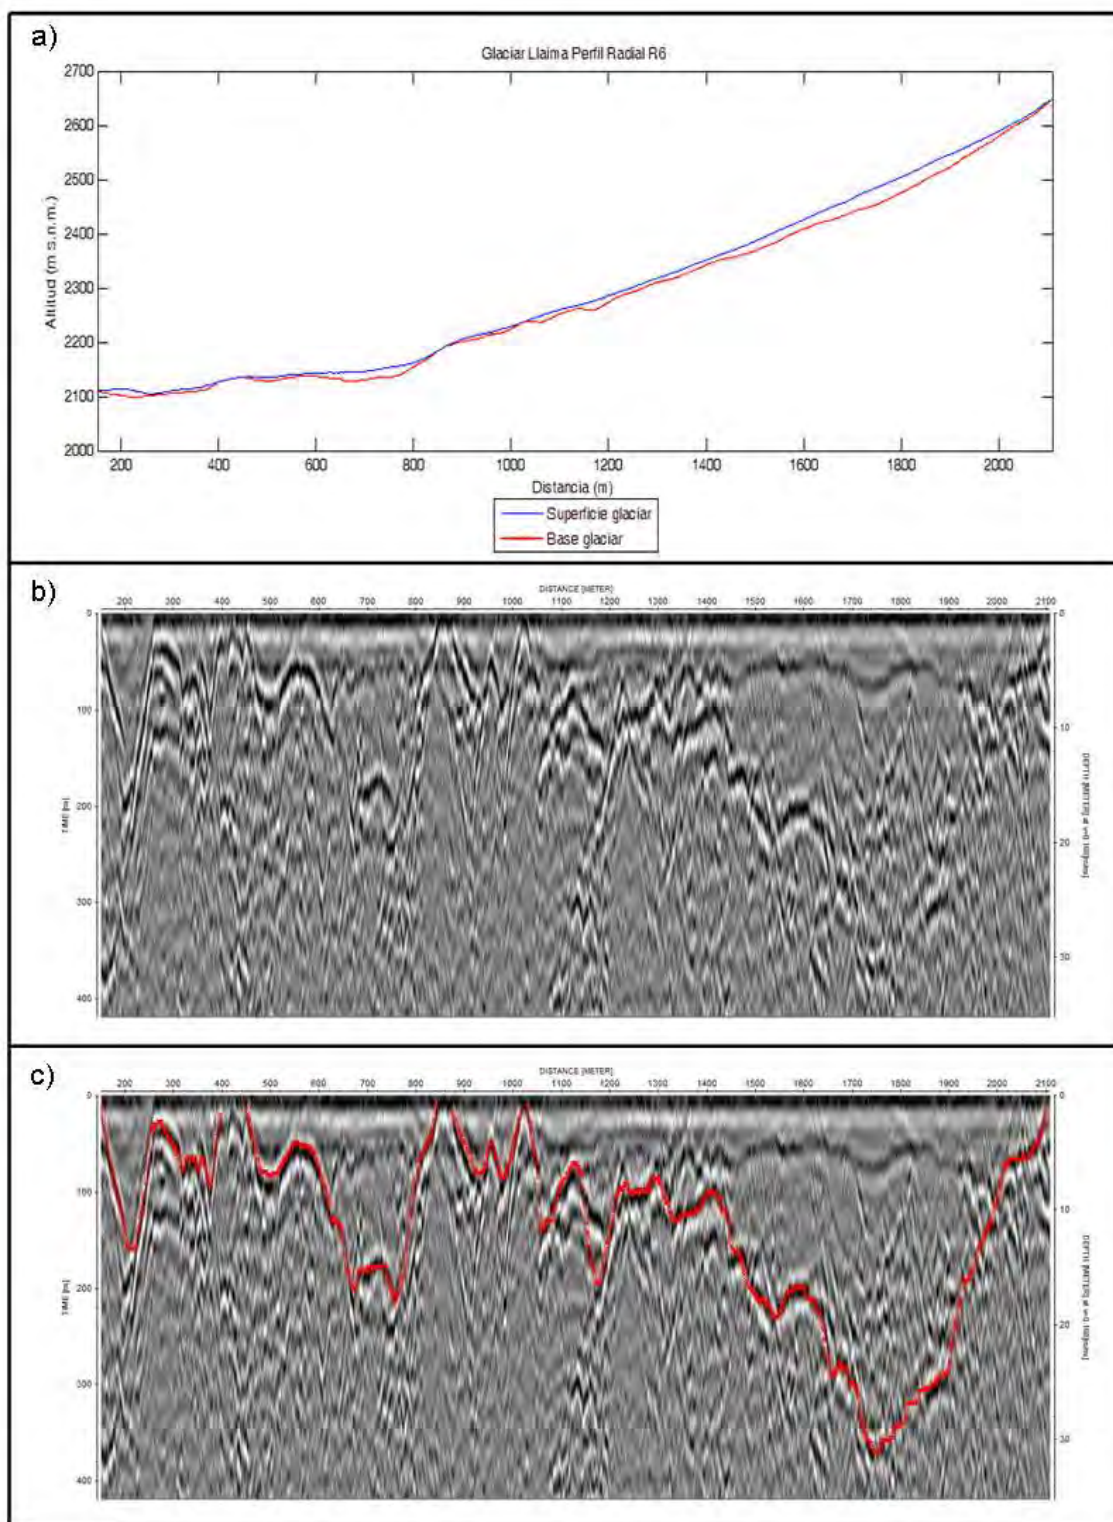 a)
Glaciar Llaima Perfil Radial R6
2700
2600
2500
2400
2300
2200
2100
2000
Altitud (m s.n.m.)
200 400 600 800 1000 1200 1400 1600 1800 2000
Distancia (m)
Superficie glaciar
Base glaciar
b)
DISTANCE [METER]
200 300 400 500 600 700 800 900 1000 1100 1200 1300 1400 1500 1600 1700 1800 1900 2000 2100
0
100
200
300
400
TIME [ns]
0
10
20
30
c)
DISTANCE [METER]
200 300 400 500 600 700 800 900 1000 1100 1200 1300 1400 1500 1600 1700 1800 1900 2000 2100
0
100
200
300
400
TIME [ns]
0
10
20
30